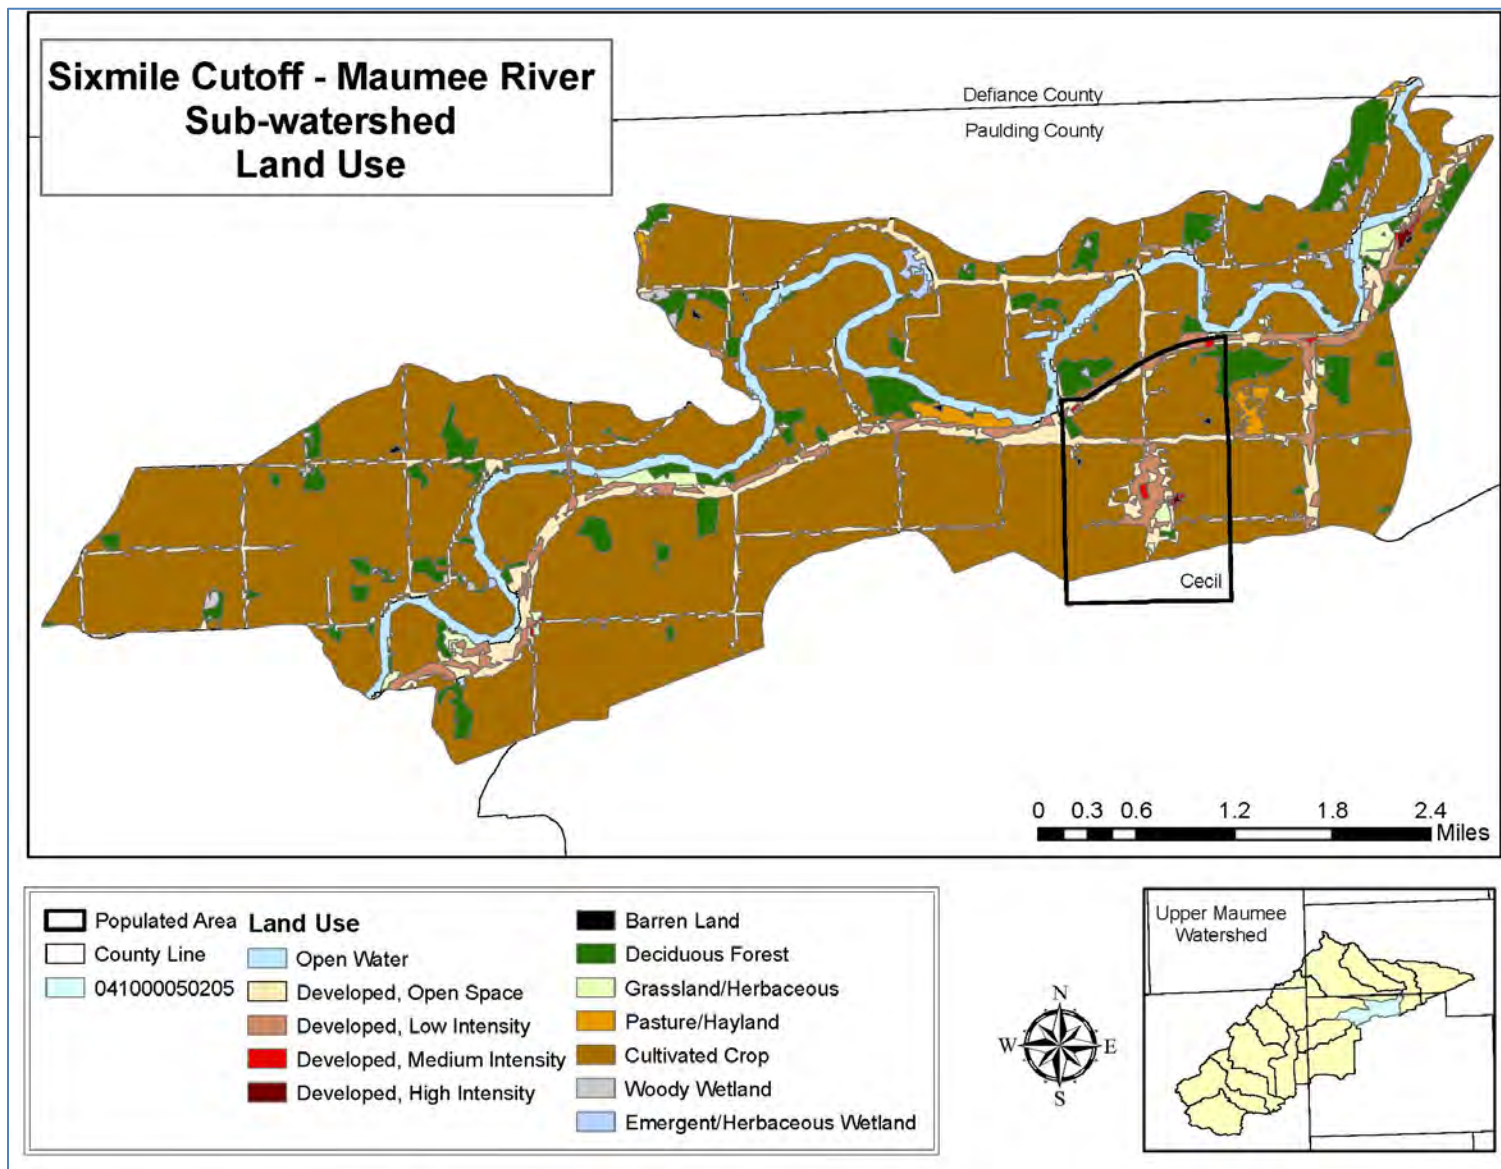 Sixmile Cutoff - Maumee River
Sub-watershed
Land Use
Defiance County
Paulding County
Cecil
0 0.3 0.6 1.2 1.8 2.4
Miles
Populated Area
County Line
041000050205
Land Use
Open Water
Developed, Open Space
Developed, Low Intensity
Developed, Medium Intensity
Developed, High Intensity
Barren Land
Deciduous Forest
Grassland/Herbaceous
Pasture/Hayland
Cultivated Crop
Woody Wetland
Emergent/Herbaceous Wetland
N
W E
S
Upper Maumee
Watershed